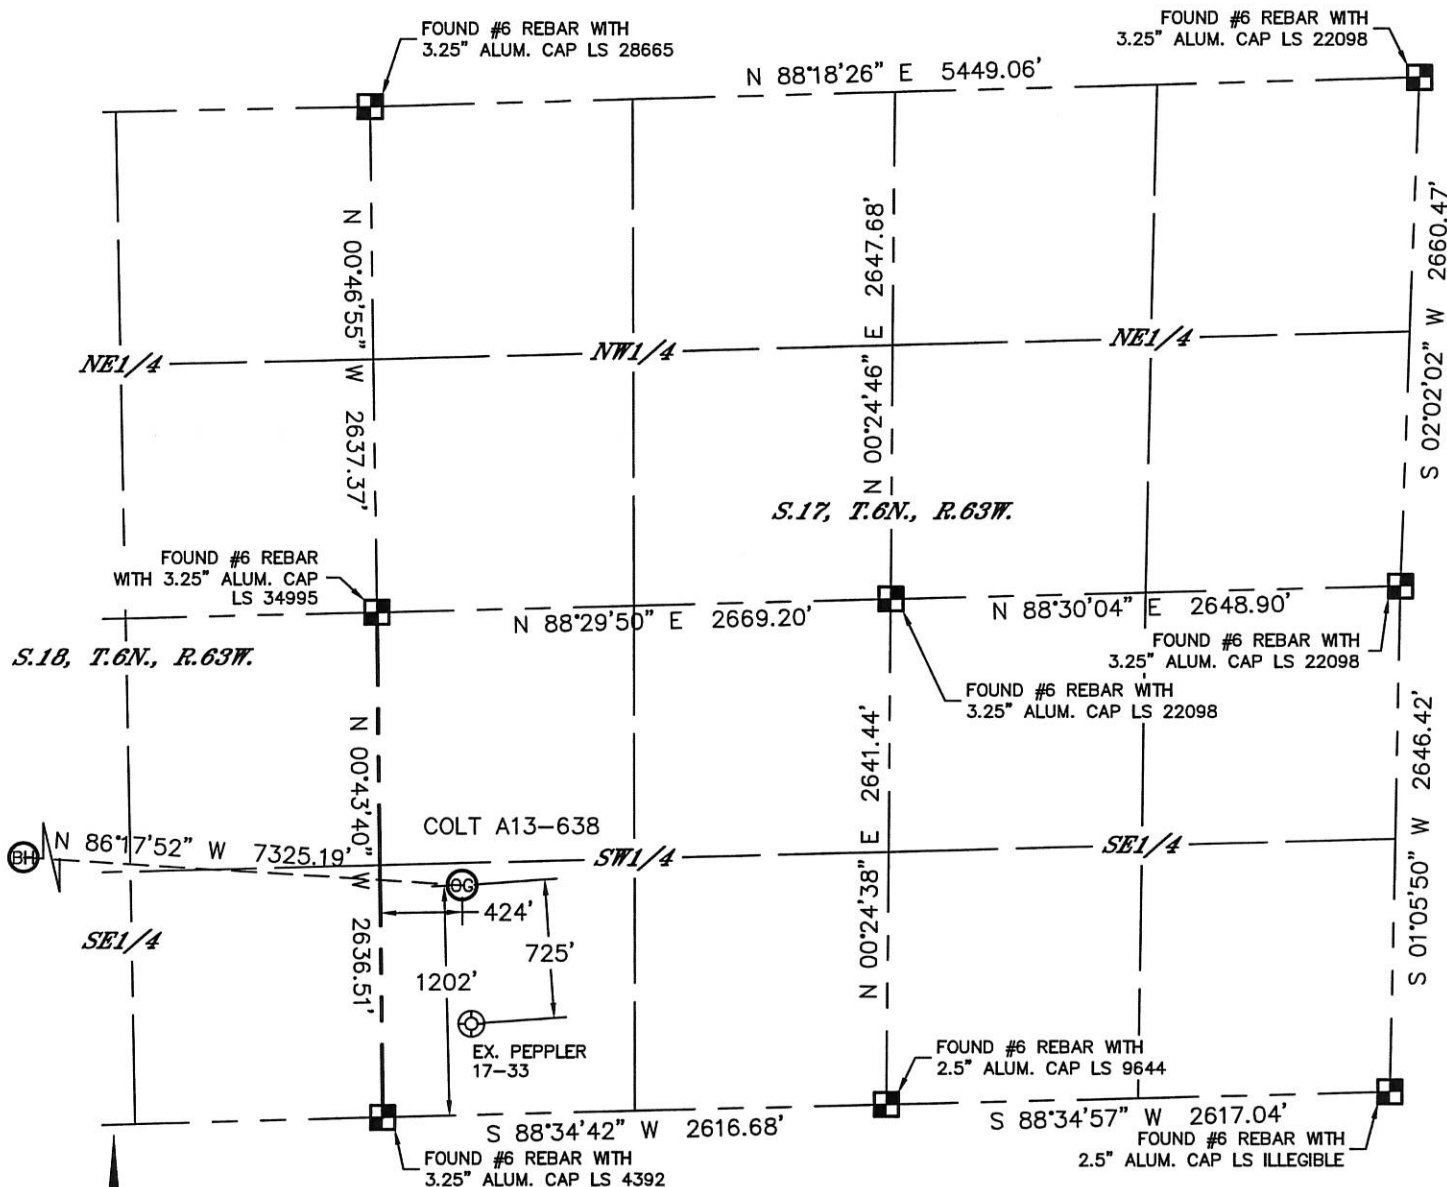 FOUND #6 REBAR WITH
3.25" ALUM. CAP LS 28665
FOUND #6 REBAR WITH
3.25" ALUM. CAP LS 22098
N 88°18'26" E 5449.06'
N 00°46'55" W 2637.37'
N 00°24'46" E 2647.68'
S 02°02'02" W 2660.47'
NE1/4
NW1/4
NE1/4
S.17, T.6N., R.63W.
FOUND #6 REBAR
WITH 3.25" ALUM. CAP
LS 34995
N 88°29'50" E 2669.20'
N 88°30'04" E 2648.90'
S.18, T.6N., R.63W.
FOUND #6 REBAR WITH
3.25" ALUM. CAP LS 22098
FOUND #6 REBAR WITH
3.25" ALUM. CAP LS 22098
N 00°43'40" W 2636.51'
N 00°24'38" E 2641.44'
S 01°05'50" W 2646.42'
COLT A13-638
BH
N 86°17'52" W 7325.19'
SW1/4
SE1/4
OG
424'
SE1/4
725'
1202'
EX. PEPPLER
17-33
FOUND #6 REBAR WITH
2.5" ALUM. CAP LS 9644
S 88°34'42" W 2616.68'
S 88°34'57" W 2617.04'
FOUND #6 REBAR WITH
2.5" ALUM. CAP LS ILLEGIBLE
FOUND #6 REBAR WITH
3.25" ALUM. CAP LS 4392